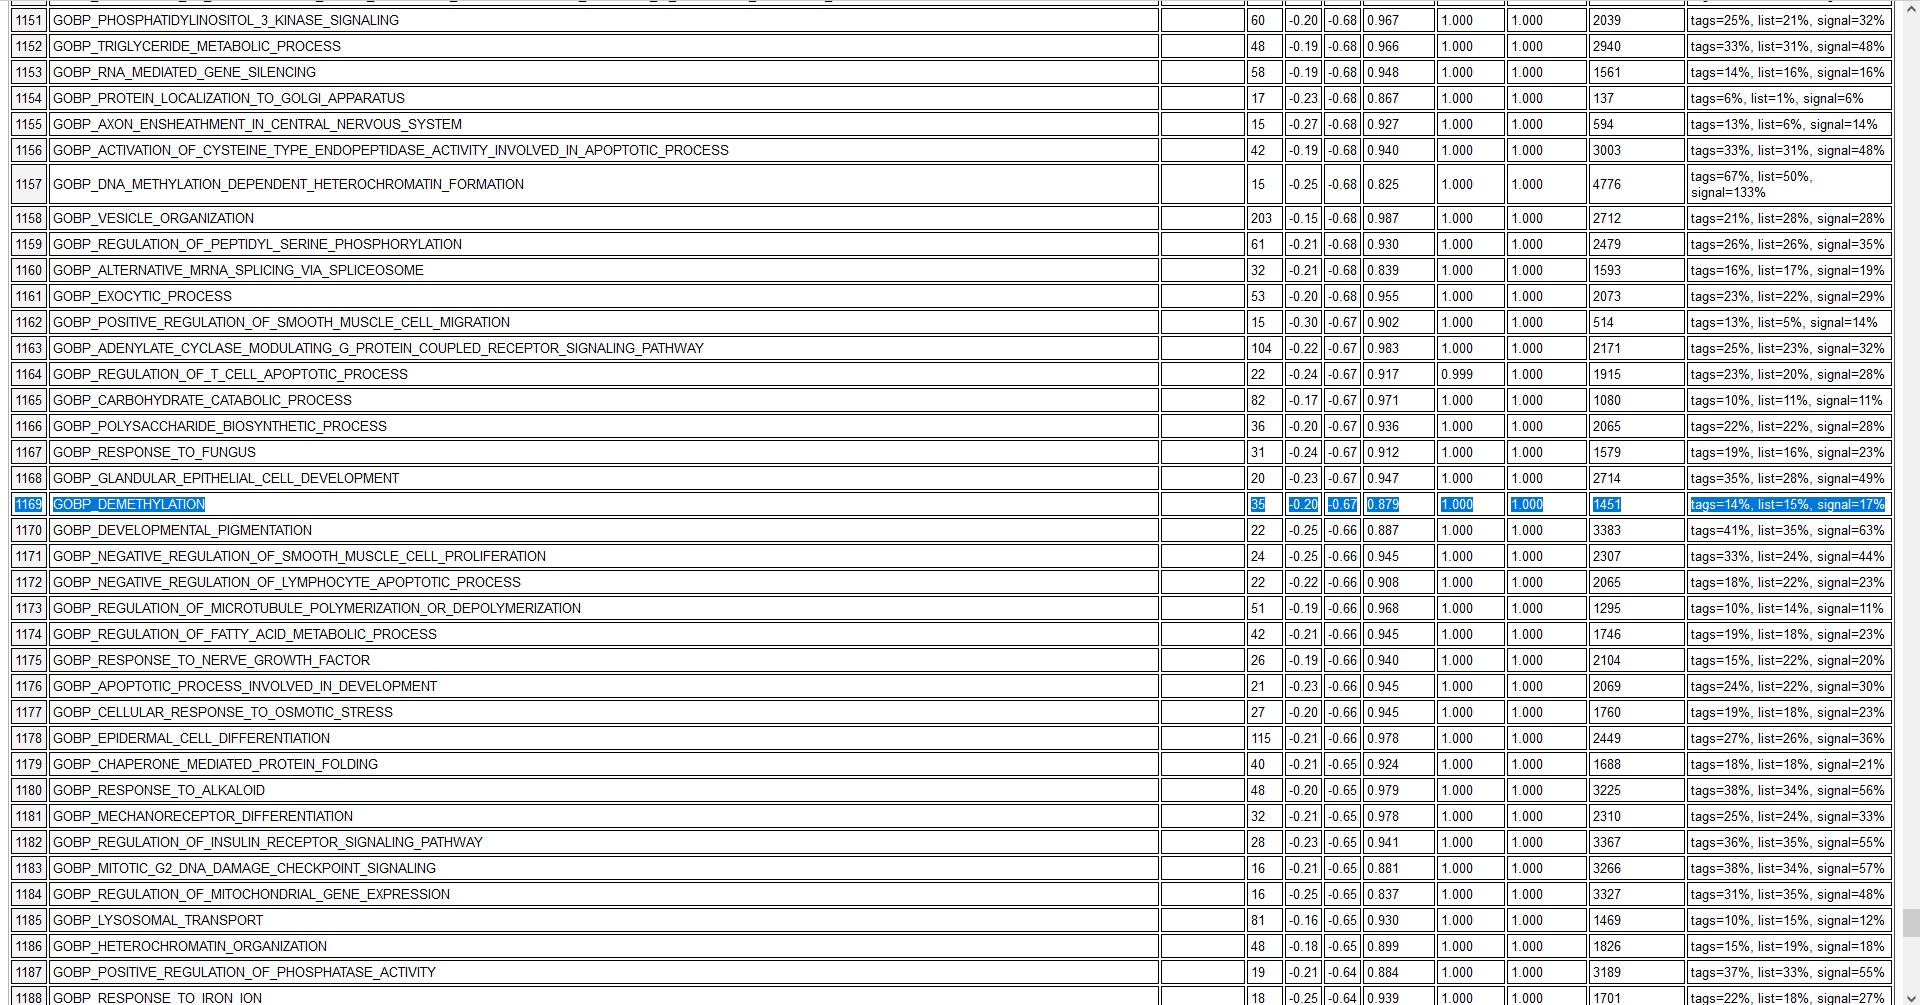 1151 GOBP_PHOSPHATIDYLINOSITOL_3_KINASE_SIGNALING 60 -0.20 -0.68 0.967 1.000 1.000 2039 tags=25%, list=21%, signal=32%
1152 GOBP_TRIGLYCERIDE_METABOLIC_PROCESS 48 -0.19 -0.68 0.966 1.000 1.000 2940 tags=33%, list=31%, signal=48%
1153 GOBP_RNA_MEDIATED_GENE_SILENCING 58 -0.19 -0.68 0.948 1.000 1.000 1561 tags=14%, list=16%, signal=16%
1154 GOBP_PROTEIN_LOCALIZATION_TO_GOLGI_APPARATUS 17 -0.23 -0.68 0.867 1.000 1.000 137 tags=6%, list=1%, signal=6%
1155 GOBP_AXON_ENSHEATHMENT_IN_CENTRAL_NERVOUS_SYSTEM 15 -0.27 -0.68 0.927 1.000 1.000 594 tags=13%, list=6%, signal=14%
1156 GOBP_ACTIVATION_OF_CYSTEINE_TYPE_ENDOPEPTIDASE_ACTIVITY_INVOLVED_IN_APOPTOTIC_PROCESS 42 -0.19 -0.68 0.940 1.000 1.000 3003 tags=33%, list=31%, signal=48%
1157 GOBP_DNA_METHYLATION_DEPENDENT_HETEROCHROMATIN_FORMATION 15 -0.25 -0.68 0.825 1.000 1.000 4776 tags=67%, list=50%,
signal=133%
1158 GOBP_VESICLE_ORGANIZATION 203 -0.15 -0.68 0.987 1.000 1.000 2712 tags=21%, list=28%, signal=28%
1159 GOBP_REGULATION_OF_PEPTIDYL_SERINE_PHOSPHORYLATION 61 -0.21 -0.68 0.930 1.000 1.000 2479 tags=26%, list=26%, signal=35%
1160 GOBP_ALTERNATIVE_MRNA_SPLICING_VIA_SPLICEOSOME 32 -0.21 -0.68 0.839 1.000 1.000 1593 tags=16%, list=17%, signal=19%
1161 GOBP_EXOCYTIC_PROCESS 53 -0.20 -0.68 0.955 1.000 1.000 2073 tags=23%, list=22%, signal=29%
1162 GOBP_POSITIVE_REGULATION_OF_SMOOTH_MUSCLE_CELL_MIGRATION 15 -0.30 -0.67 0.902 1.000 1.000 514 tags=13%, list=5%, signal=14%
1163 GOBP_ADENYLATE_CYCLASE_MODULATING_G_PROTEIN_COUPLED_RECEPTOR_SIGNALING_PATHWAY 104 -0.22 -0.67 0.983 1.000 1.000 2171 tags=25%, list=23%, signal=32%
1164 GOBP_REGULATION_OF_T_CELL_APOPTOTIC_PROCESS 22 -0.24 -0.67 0.917 0.999 1.000 1915 tags=23%, list=20%, signal=28%
1165 GOBP_CARBOHYDRATE_CATABOLIC_PROCESS 82 -0.17 -0.67 0.971 1.000 1.000 1080 tags=10%, list=11%, signal=11%
1166 GOBP_POLYSACCHARIDE_BIOSYNTHETIC_PROCESS 36 -0.20 -0.67 0.936 1.000 1.000 2065 tags=22%, list=22%, signal=28%
1167 GOBP_RESPONSE_TO_FUNGUS 31 -0.24 -0.67 0.912 1.000 1.000 1579 tags=19%, list=16%, signal=23%
1168 GOBP_GLANDULAR_EPITHELIAL_CELL_DEVELOPMENT 20 -0.23 -0.67 0.947 1.000 1.000 2714 tags=35%, list=28%, signal=49%
1169 GOBP_DEMETHYLATION 35 -0.20 -0.67 0.879 1.000 1.000 1451 tags=14%, list=15%, signal=17%
1170 GOBP_DEVELOPMENTAL_PIGMENTATION 22 -0.25 -0.66 0.887 1.000 1.000 3383 tags=41%, list=35%, signal=63%
1171 GOBP_NEGATIVE_REGULATION_OF_SMOOTH_MUSCLE_CELL_PROLIFERATION 24 -0.25 -0.66 0.945 1.000 1.000 2307 tags=33%, list=24%, signal=44%
1172 GOBP_NEGATIVE_REGULATION_OF_LYMPHOCYTE_APOPTOTIC_PROCESS 22 -0.22 -0.66 0.908 1.000 1.000 2065 tags=18%, list=22%, signal=23%
1173 GOBP_REGULATION_OF_MICROTUBULE_POLYMERIZATION_OR_DEPOLYMERIZATION 51 -0.19 -0.66 0.968 1.000 1.000 1295 tags=10%, list=14%, signal=11%
1174 GOBP_REGULATION_OF_FATTY_ACID_METABOLIC_PROCESS 42 -0.21 -0.66 0.945 1.000 1.000 1746 tags=19%, list=18%, signal=23%
1175 GOBP_RESPONSE_TO_NERVE_GROWTH_FACTOR 26 -0.19 -0.66 0.940 1.000 1.000 2104 tags=15%, list=22%, signal=20%
1176 GOBP_APOPTOTIC_PROCESS_INVOLVED_IN_DEVELOPMENT 21 -0.23 -0.66 0.945 1.000 1.000 2069 tags=24%, list=22%, signal=30%
1177 GOBP_CELLULAR_RESPONSE_TO_OSMOTIC_STRESS 27 -0.20 -0.66 0.945 1.000 1.000 1760 tags=19%, list=18%, signal=23%
1178 GOBP_EPIDERMAL_CELL_DIFFERENTIATION 115 -0.21 -0.66 0.978 1.000 1.000 2449 tags=27%, list=26%, signal=36%
1179 GOBP_CHAPERONE_MEDIATED_PROTEIN_FOLDING 40 -0.21 -0.65 0.924 1.000 1.000 1688 tags=18%, list=18%, signal=21%
1180 GOBP_RESPONSE_TO_ALKALOID 48 -0.20 -0.65 0.979 1.000 1.000 3225 tags=38%, list=34%, signal=56%
1181 GOBP_MECHANORECEPTOR_DIFFERENTIATION 32 -0.21 -0.65 0.978 1.000 1.000 2310 tags=25%, list=24%, signal=33%
1182 GOBP_REGULATION_OF_INSULIN_RECEPTOR_SIGNALING_PATHWAY 28 -0.23 -0.65 0.941 1.000 1.000 3367 tags=36%, list=35%, signal=55%
1183 GOBP_MITOTIC_G2_DNA_DAMAGE_CHECKPOINT_SIGNALING 16 -0.21 -0.65 0.881 1.000 1.000 3266 tags=38%, list=34%, signal=57%
1184 GOBP_REGULATION_OF_MITOCHONDRIAL_GENE_EXPRESSION 16 -0.25 -0.65 0.837 1.000 1.000 3327 tags=31%, list=35%, signal=48%
1185 GOBP_LYSOSOMAL_TRANSPORT 81 -0.16 -0.65 0.930 1.000 1.000 1469 tags=10%, list=15%, signal=12%
1186 GOBP_HETEROCHROMATIN_ORGANIZATION 48 -0.18 -0.65 0.899 1.000 1.000 1826 tags=15%, list=19%, signal=18%
1187 GOBP_POSITIVE_REGULATION_OF_PHOSPHATASE_ACTIVITY 19 -0.21 -0.64 0.884 1.000 1.000 3189 tags=37%, list=33%, signal=55%
1188 GOBP_RESPONSE_TO_IRON_ION 18 -0.25 -0.64 0.939 1.000 1.000 1701 tags=22%, list=18%, signal=27%